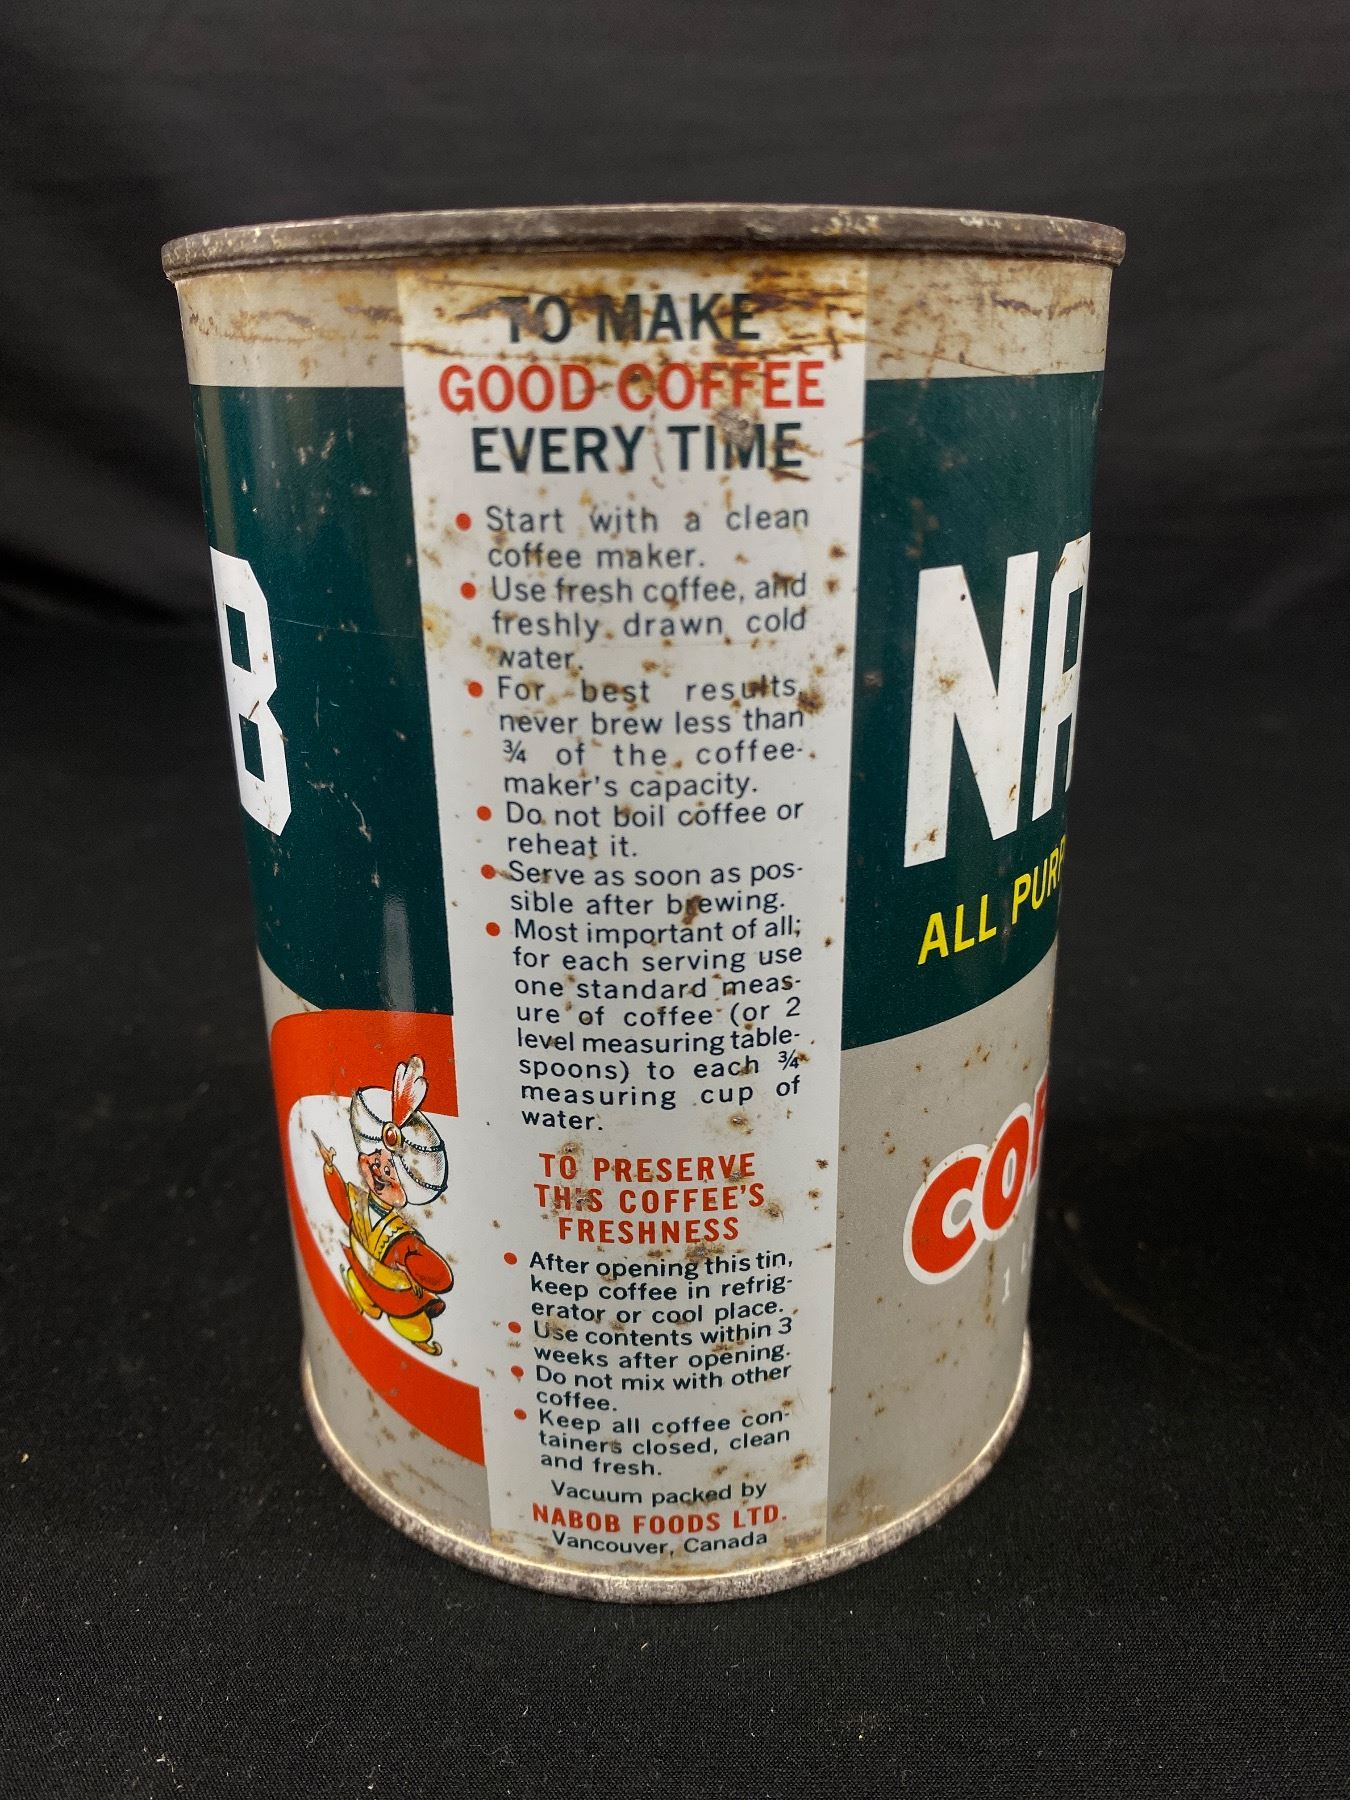 TO MAKE
GOOD COFFEE
EVERY TIME
• Start with a clean
coffee maker.
• Use fresh coffee, and
freshly drawn cold
water.
• For best results,
never brew less than
¾ of the coffee-
maker's capacity.
• Do not boil coffee or
reheat it.
• Serve as soon as pos-
sible after brewing.
• Most important of all;
for each serving use
one standard meas-
ure of coffee (or 2
level measuring table-
spoons) to each ¾
measuring cup of
water.
TO PRESERVE
THIS COFFEE'S
FRESHNESS
• After opening this tin,
keep coffee in refrig-
erator or cool place.
• Use contents within 3
weeks after opening.
• Do not mix with other
coffee.
• Keep all coffee con-
tainers closed, clean
and fresh.
Vacuum packed by
NABOB FOODS LTD.
Vancouver, Canada
B
NA
ALL PURP
COF
1 L